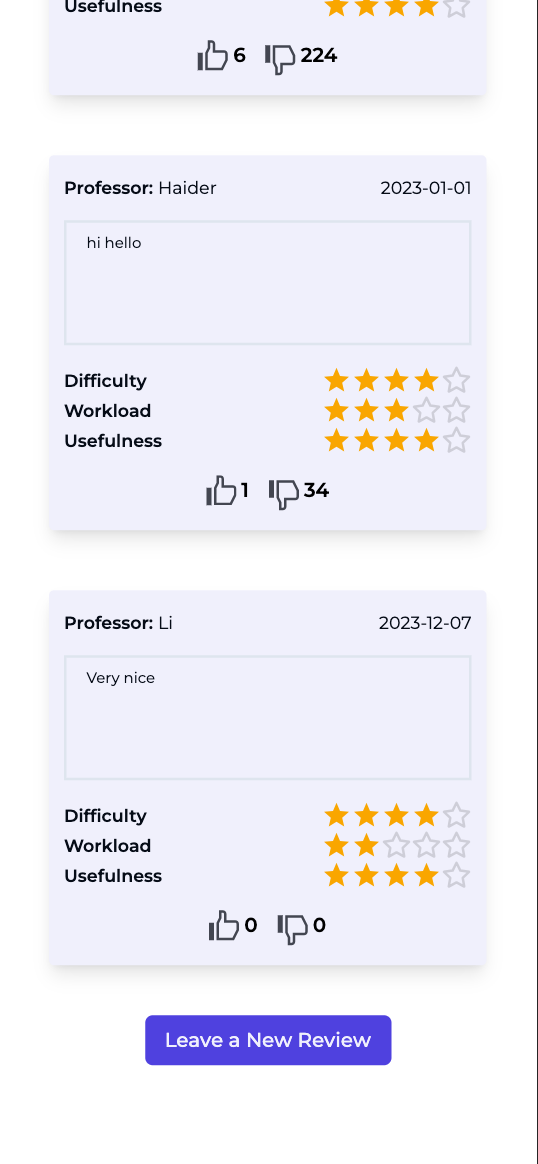 Usefulness
6 224
Professor: Haider 2023-01-01
hi hello
Difficulty
Workload
Usefulness
1 34
Professor: Li 2023-12-07
Very nice
Difficulty
Workload
Usefulness
0 0
Leave a New Review